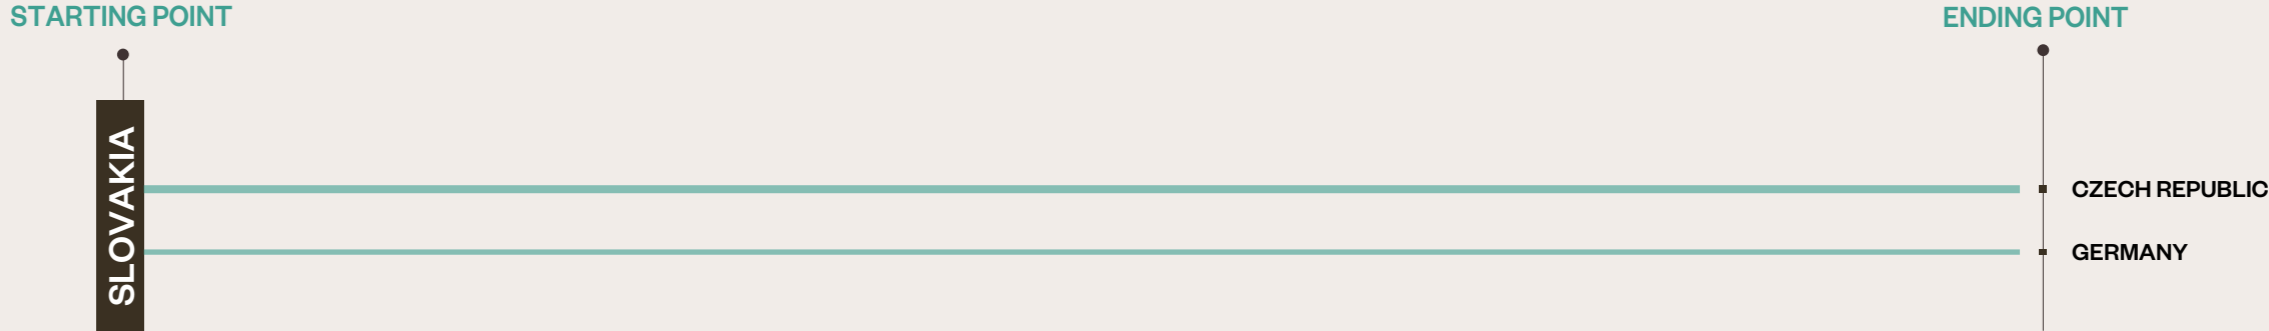 STARTING POINT
ENDING POINT
SLOVAKIA
CZECH REPUBLIC
GERMANY